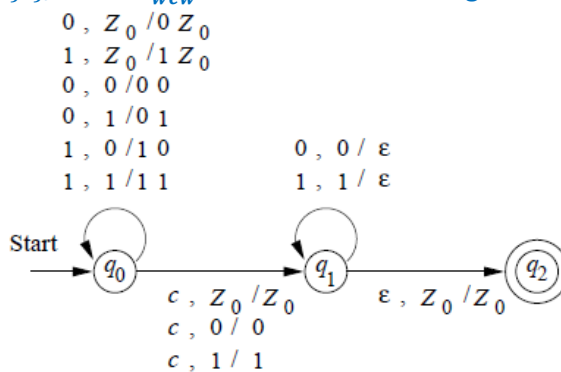 wcw
0 , Z0 / 0 Z0
1 , Z0 / 1 Z0
0 , 0 / 0 0
0 , 1 / 0 1
1 , 0 / 1 0
1 , 1 / 1 1
0 , 0 / ε
1 , 1 / ε
Start
q0
q1
q2
c , Z0 / Z0
c , 0 / 0
c , 1 / 1
ε , Z0 / Z0